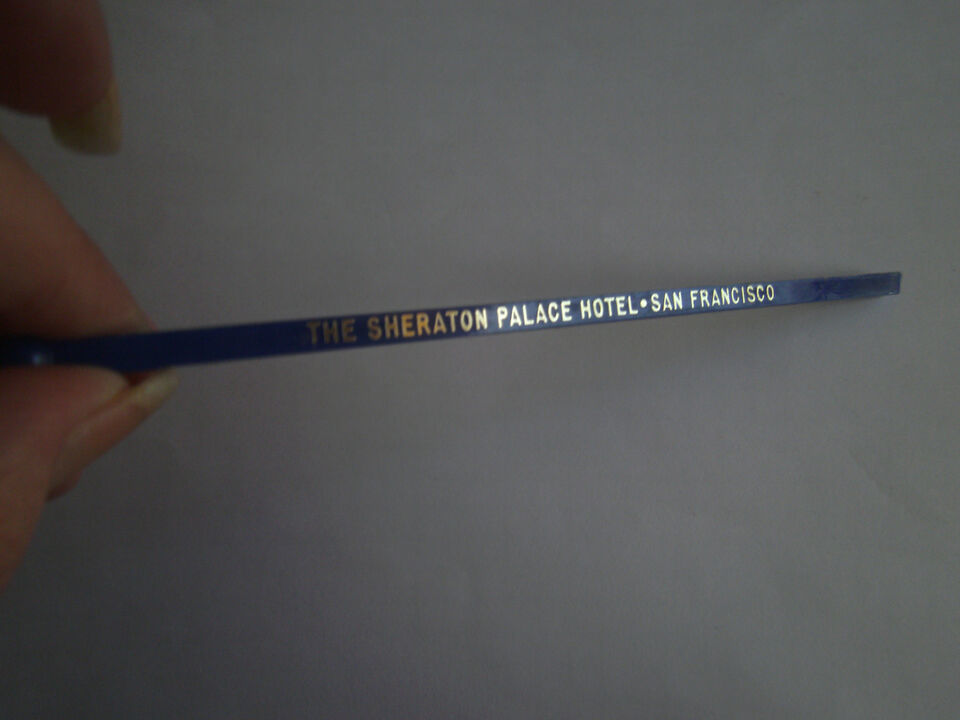 THE SHERATON PALACE HOTEL•SAN FRANCISCO